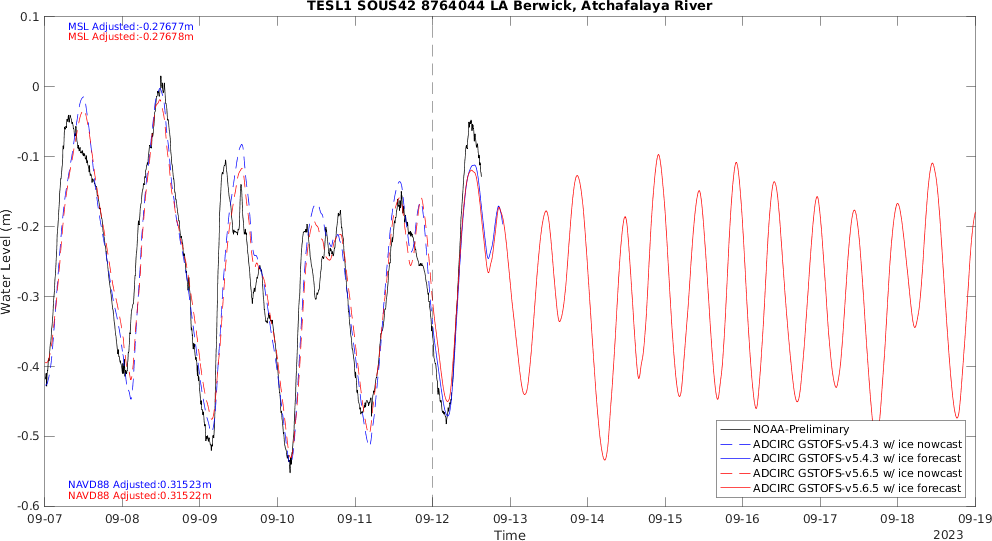 TESL1 SOUS42 8764044 LA Berwick, Atchafalaya River
MSL Adjusted:-0.27677m
MSL Adjusted:-0.27678m
0.1
0
-0.1
-0.2
-0.3
-0.4
-0.5
-0.6
Water Level (m)
NOAA-Preliminary
ADCIRC GSTOFS-v5.4.3 w/ ice nowcast
ADCIRC GSTOFS-v5.4.3 w/ ice forecast
ADCIRC GSTOFS-v5.6.5 w/ ice nowcast
ADCIRC GSTOFS-v5.6.5 w/ ice forecast
NAVD88 Adjusted:0.31523m
NAVD88 Adjusted:0.31522m
09-07 09-08 09-09 09-10 09-11 09-12 09-13 09-14 09-15 09-16 09-17 09-18 09-19
Time
2023